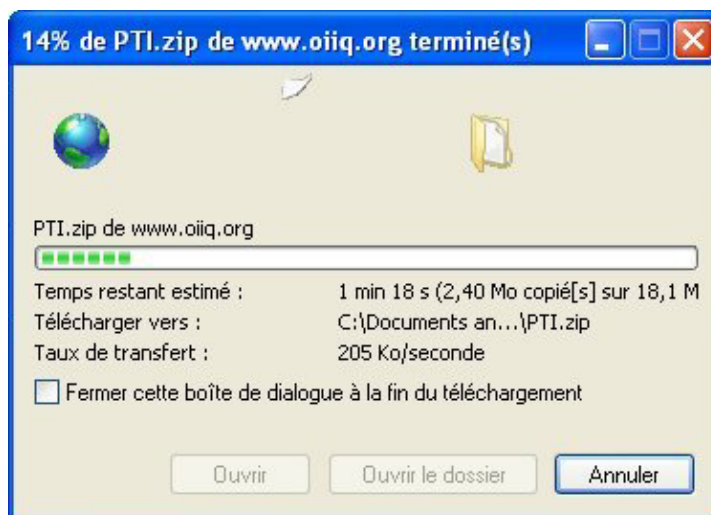 14% de PTI.zip de www.oiiq.org terminé(s)
PTI.zip de www.oiiq.org
Temps restant estimé : 1 min 18 s (2,40 Mo copié[s] sur 18,1 M
Télécharger vers : C:\Documents an...\PTI.zip
Taux de transfert : 205 Ko/seconde
Fermer cette boîte de dialogue à la fin du téléchargement
Ouvrir Ouvrir le dossier Annuler